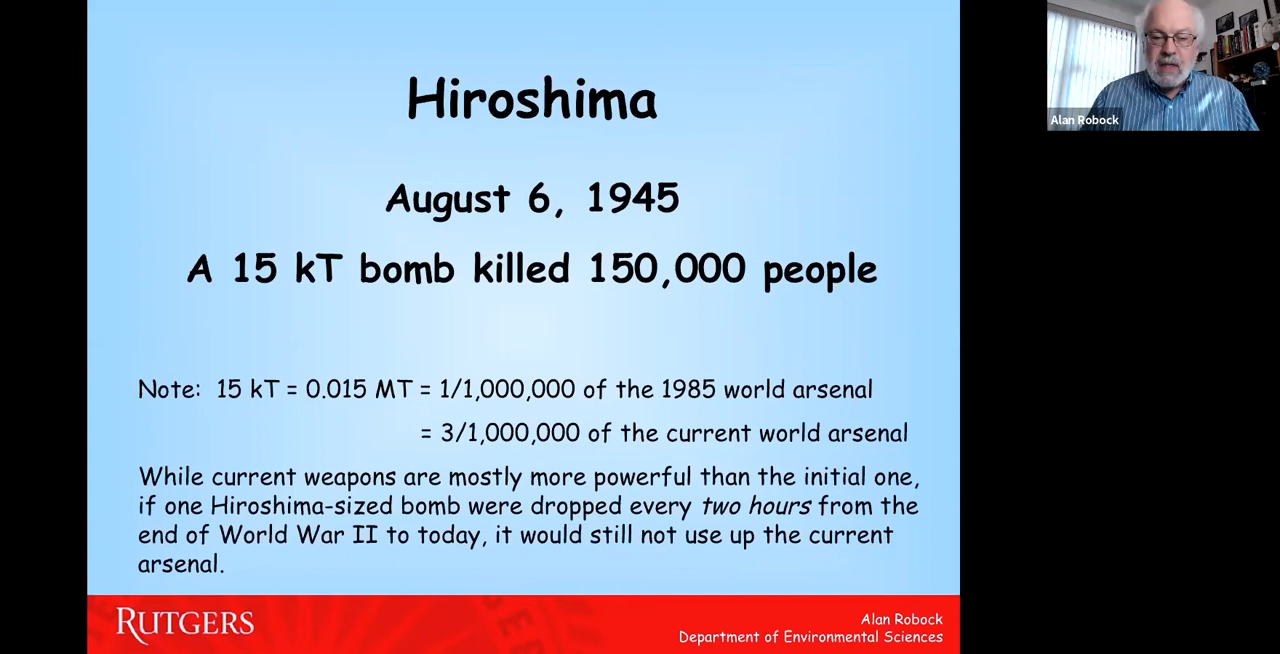 Hiroshima
August 6, 1945
A 15 kT bomb killed 150,000 people
Note: 15 kT = 0.015 MT = 1/1,000,000 of the 1985 world arsenal
= 3/1,000,000 of the current world arsenal
While current weapons are mostly more powerful than the initial one,
if one Hiroshima-sized bomb were dropped every two hours from the
end of World War II to today, it would still not use up the current
arsenal.
RUTGERS
Alan Robock
Department of Environmental Sciences
Alan Robock